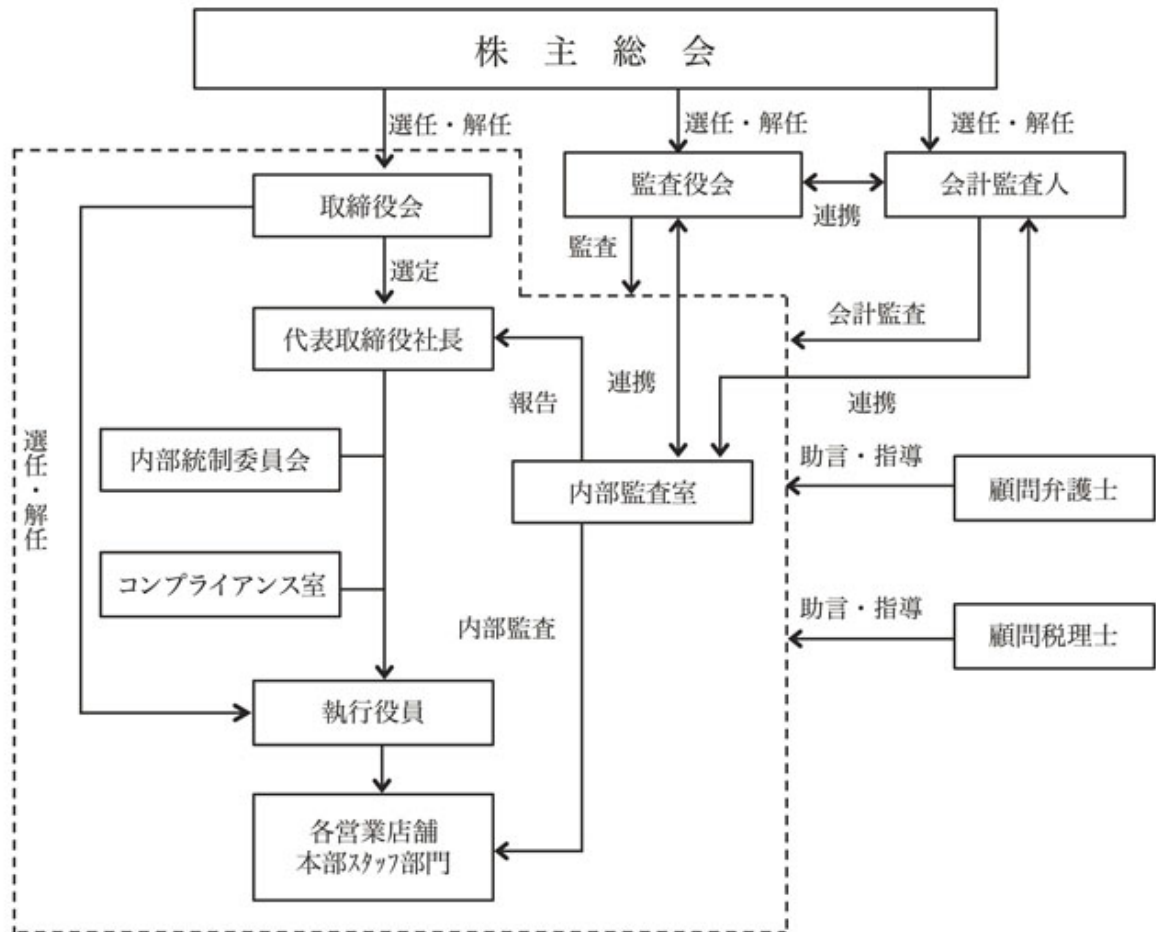 株主総会
選任・解任
選任・解任
選任・解任
取締役会
監査役会
会計監査人
連携
監査
選定
会計監査
代表取締役社長
報告
連携
連携
選任・解任
内部統制委員会
内部監査室
助言・指導
顧問弁護士
コンプライアンス室
内部監査
助言・指導
顧問税理士
執行役員
各営業店舗
本部スタッフ部門